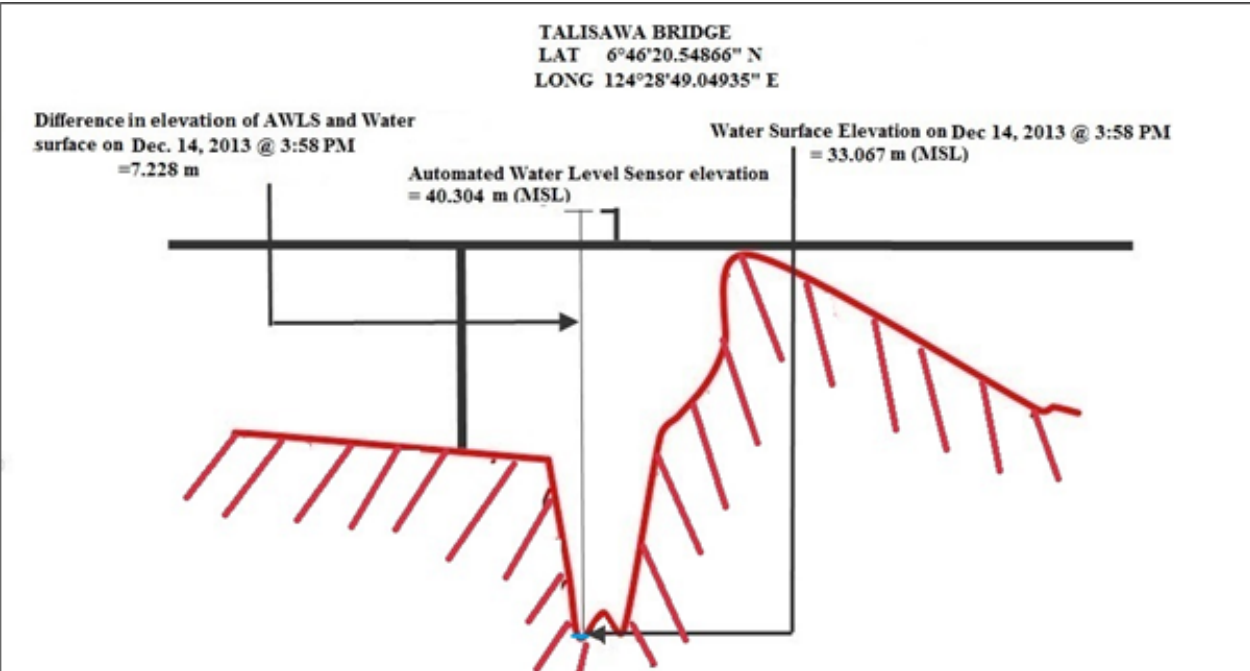 TALISAWA BRIDGE
LAT 6°46'20.54866" N
LONG 124°28'49.04935" E
Difference in elevation of AWLS and Water
surface on Dec. 14, 2013 @ 3:58 PM
=7.228 m
Automated Water Level Sensor elevation
= 40.304 m (MSL)
Water Surface Elevation on Dec 14, 2013 @ 3:58 PM
= 33.067 m (MSL)